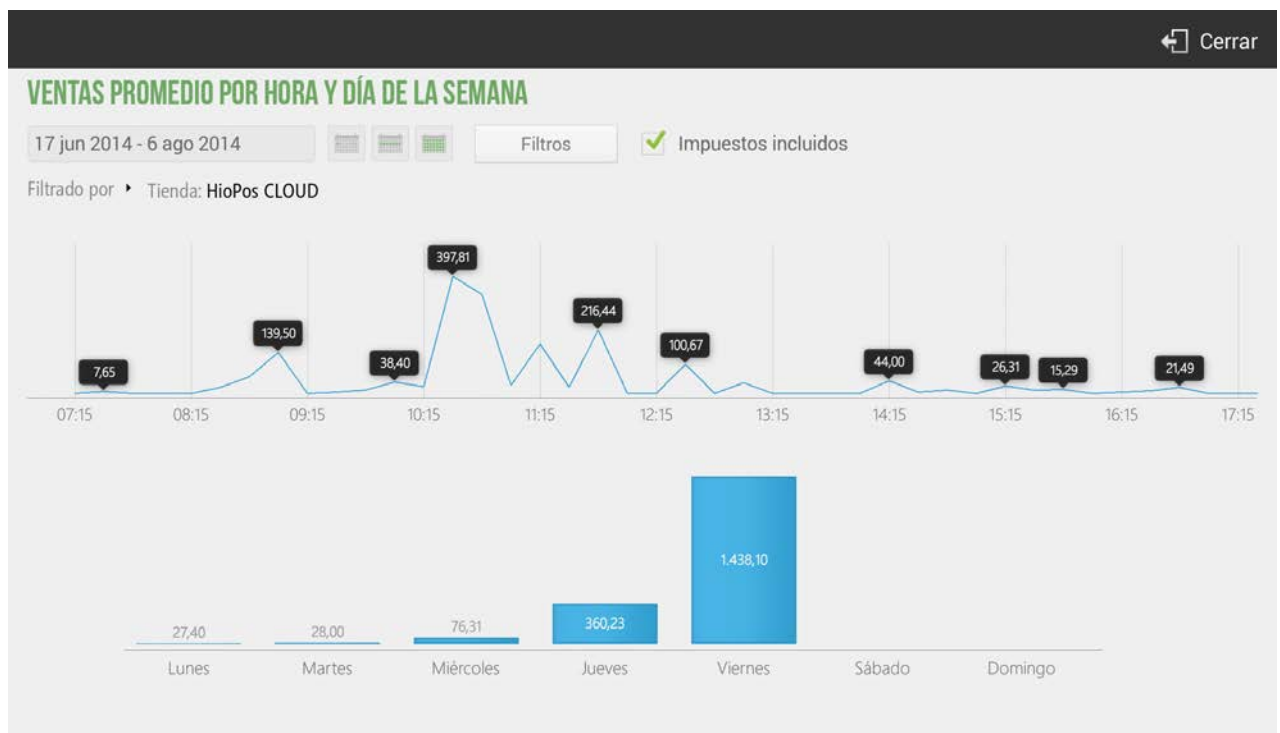 Cerrar
VENTAS PROMEDIO POR HORA Y DÍA DE LA SEMANA
17 jun 2014 - 6 ago 2014 Filtros Impuestos incluidos
Filtrado por Tienda: HioPos CLOUD
397,81
216,44
139,50
100,67
38,40
44,00
7,65
26,31 15,29 21,49
07:15 08:15 09:15 10:15 11:15 12:15 13:15 14:15 15:15 16:15 17:15
1.438,10
27,40 28,00 76,31 360,23
Lunes Martes Miércoles Jueves Viernes Sábado Domingo